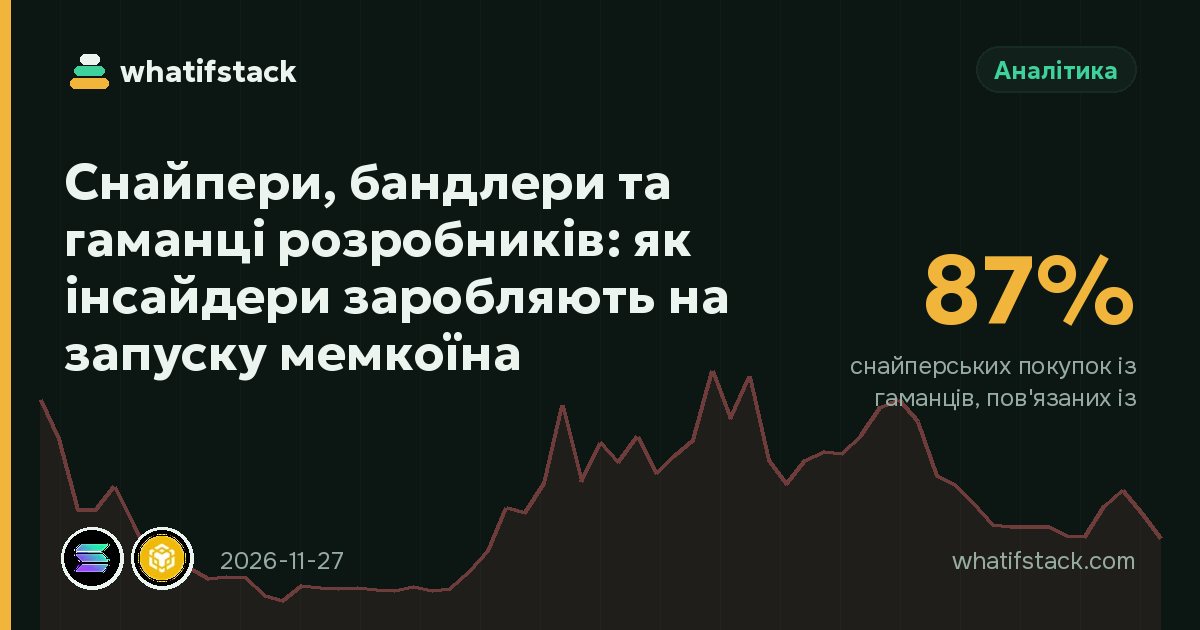 whatifstack
Аналітика
Снайпери, бандлери та
гаманці розробників: як
інсайдери заробляють на
запуску мемкоїна
87%
снайперських покупок із
гаманців, пов'язаних із
2026-11-27
whatifstack.com